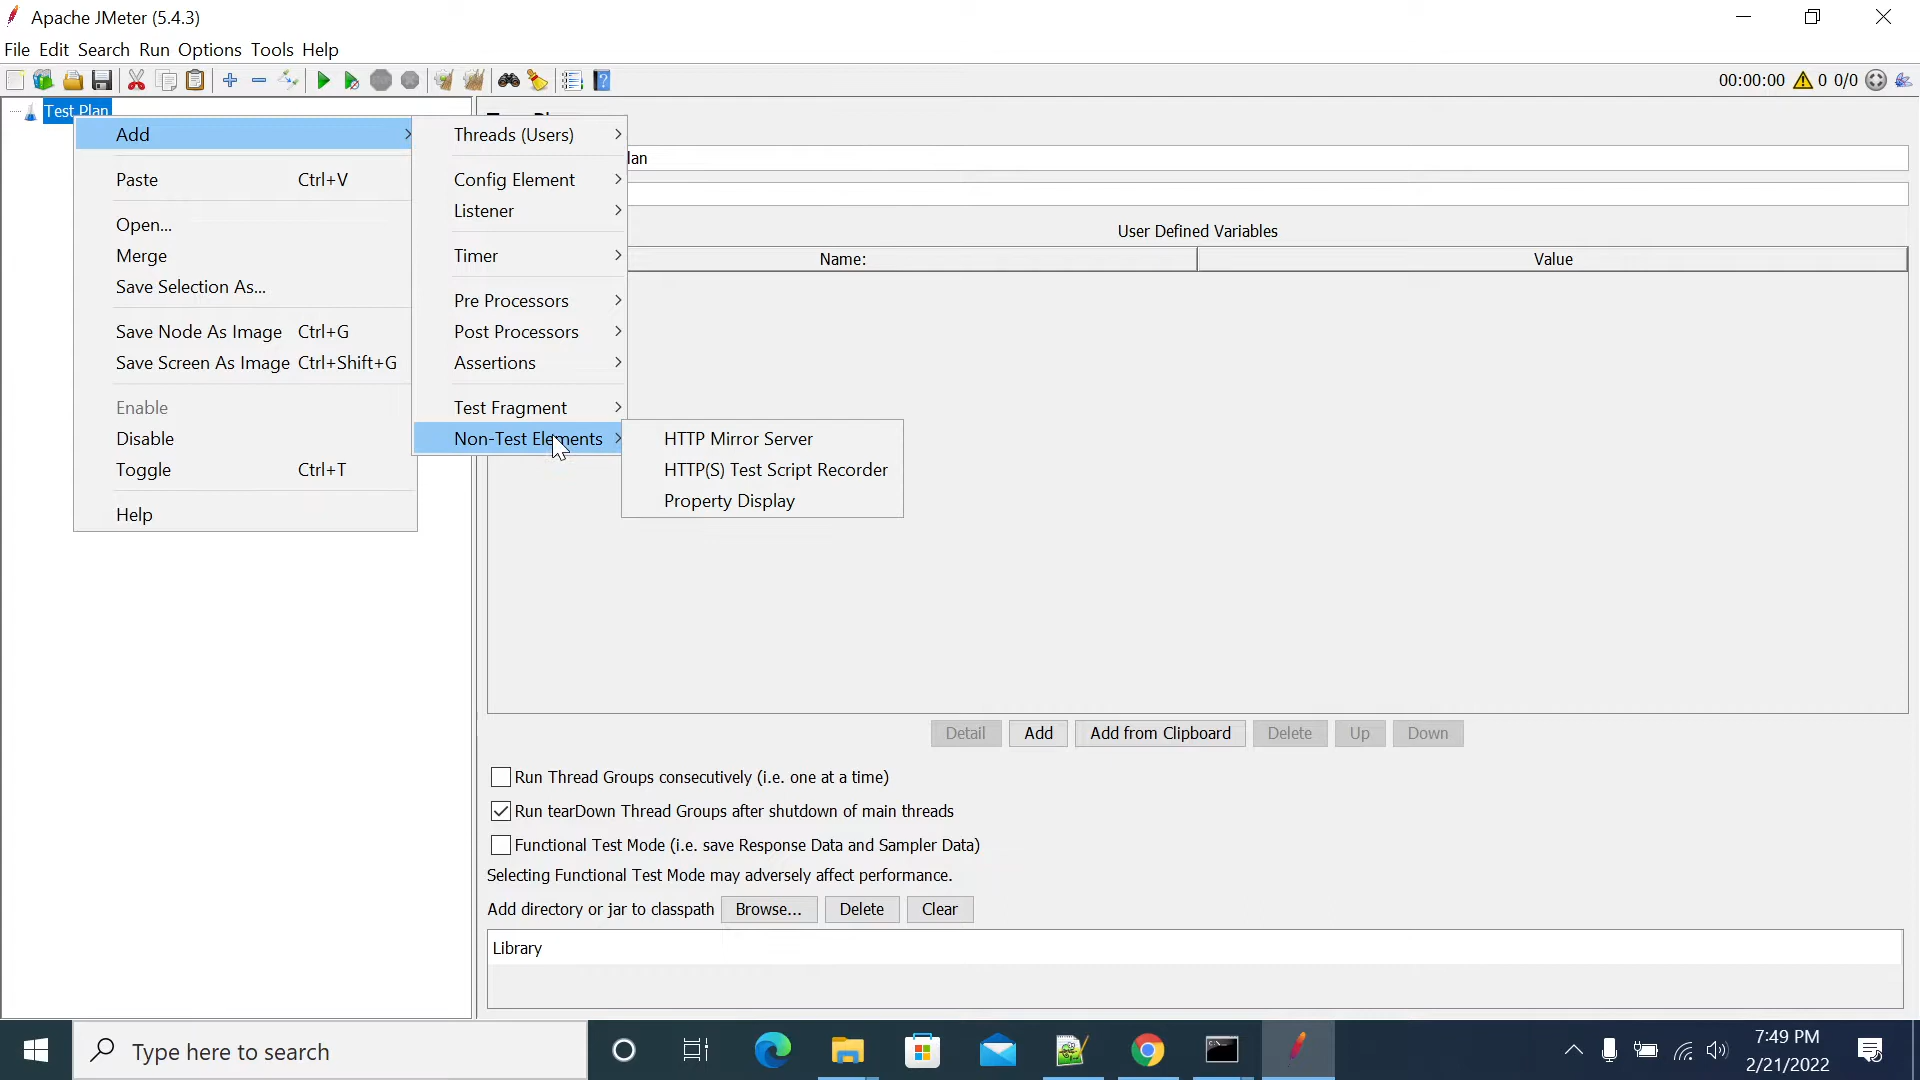 Apache JMeter (5.4.3)
File Edit Search Run Options Tools Help
00:00:00 0 0/0
Test Plan
Add
Paste Ctrl+V
Open...
Merge
Save Selection As...
Save Node As Image Ctrl+G
Save Screen As Image Ctrl+Shift+G
Enable
Disable
Toggle Ctrl+T
Help
Threads (Users)
Config Element
Listener
Timer
Pre Processors
Post Processors
Assertions
Test Fragment
Non-Test Elements
HTTP Mirror Server
HTTP(S) Test Script Recorder
Property Display
lan
User Defined Variables
Name: Value
Detail Add Add from Clipboard Delete Up Down
Run Thread Groups consecutively (i.e. one at a time)
Run tearDown Thread Groups after shutdown of main threads
Functional Test Mode (i.e. save Response Data and Sampler Data)
Selecting Functional Test Mode may adversely affect performance.
Add directory or jar to classpath Browse... Delete Clear
Library
Type here to search
7:49 PM
2/21/2022